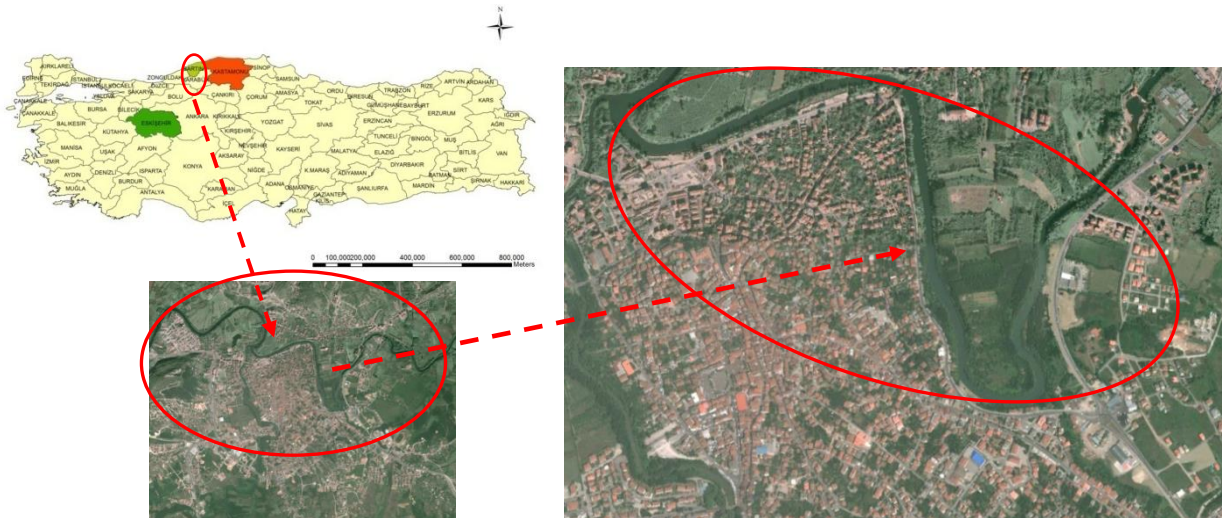 N
KIRKLARELİ
EDİRNE
TEKİRDAĞ
İSTANBUL
İSTANBUL
KOCAELİ
YALOVA
SAKARYA
DÜZCE
ZONGULDAK
BARTIN
KARABÜK
KASTAMONU
SİNOP
SAMSUN
ORDU
GİRESUN
TRABZON
RİZE
ARTVİN
ARDAHAN
ÇANAKKALE
ÇANAKKALE
BURSA
BİLECİK
BOLU
ÇANKIRI
ÇORUM
AMASYA
TOKAT
GÜMÜŞHANE
BAYBURT
KARS
IĞDIR
BALIKESİR
KÜTAHYA
ESKİŞEHİR
ANKARA
KIRIKKALE
YOZGAT
SİVAS
ERZİNCAN
ERZURUM
AĞRI
MANİSA
UŞAK
AFYON
KIRŞEHİR
NEVŞEHİR
KAYSERİ
TUNCELİ
BİNGÖL
MUŞ
İZMİR
AYDIN
DENİZLİ
ISPARTA
KONYA
AKSARAY
NİĞDE
MALATYA
ELAZIĞ
DİYARBAKIR
BİTLİS
VAN
MUĞLA
BURDUR
ANTALYA
KARAMAN
İÇEL
ADANA
K.MARAŞ
OSMANİYE
ADIYAMAN
GAZİANTEP
KİLİS
ŞANLIURFA
MARDİN
BATMAN
SİİRT
ŞIRNAK
HAKKARİ
HATAY
0 100,000200,000 400,000 600,000 800,000
Meters